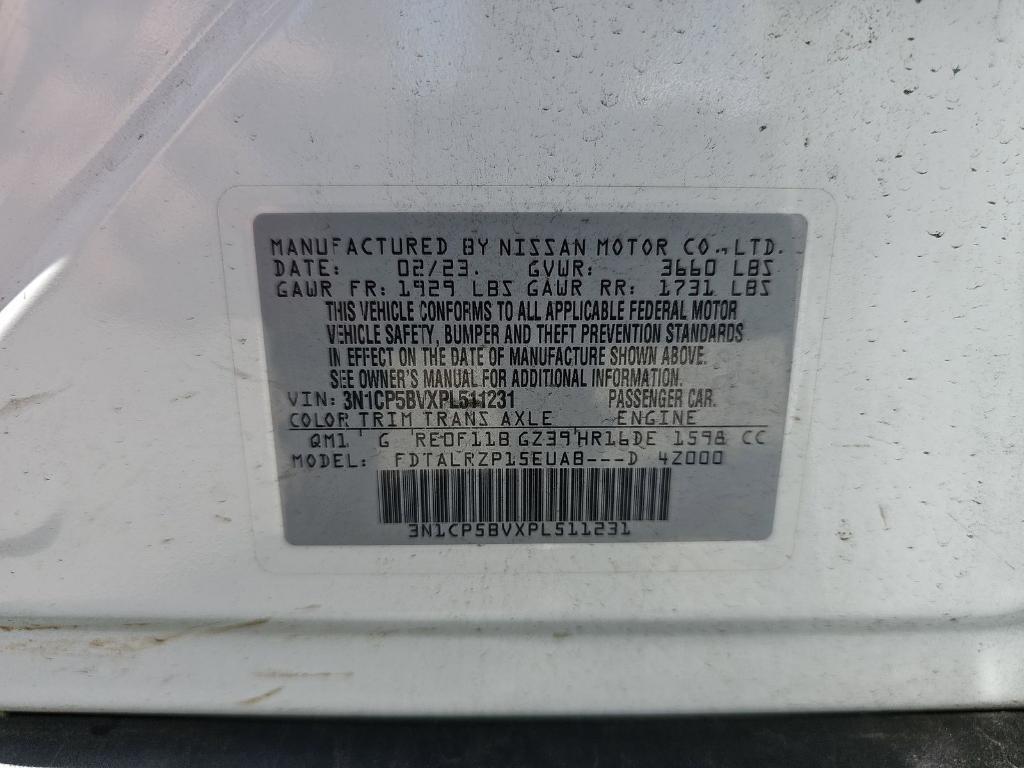 MANUFACTURED BY NISSAN MOTOR CO.,LTD.
DATE: 02/23. GVWR: 3660 LBS
GAWR FR: 1929 LBS GAWR RR: 1731 LBS
THIS VEHICLE CONFORMS TO ALL APPLICABLE FEDERAL MOTOR
VEHICLE SAFETY, BUMPER AND THEFT PREVENTION STANDARDS
IN EFFECT ON THE DATE OF MANUFACTURE SHOWN ABOVE.
SEE OWNER'S MANUAL FOR ADDITIONAL INFORMATION.
VIN: 3N1CP5BVXPL511231 PASSENGER CAR.
COLOR TRIM TRANS AXLE ENGINE
QM1 G RE0F11B GZ39 HR16DE 1598 CC
MODEL: FDTALRZP15EUAB---D 4Z000
3N1CP5BVXPL511231